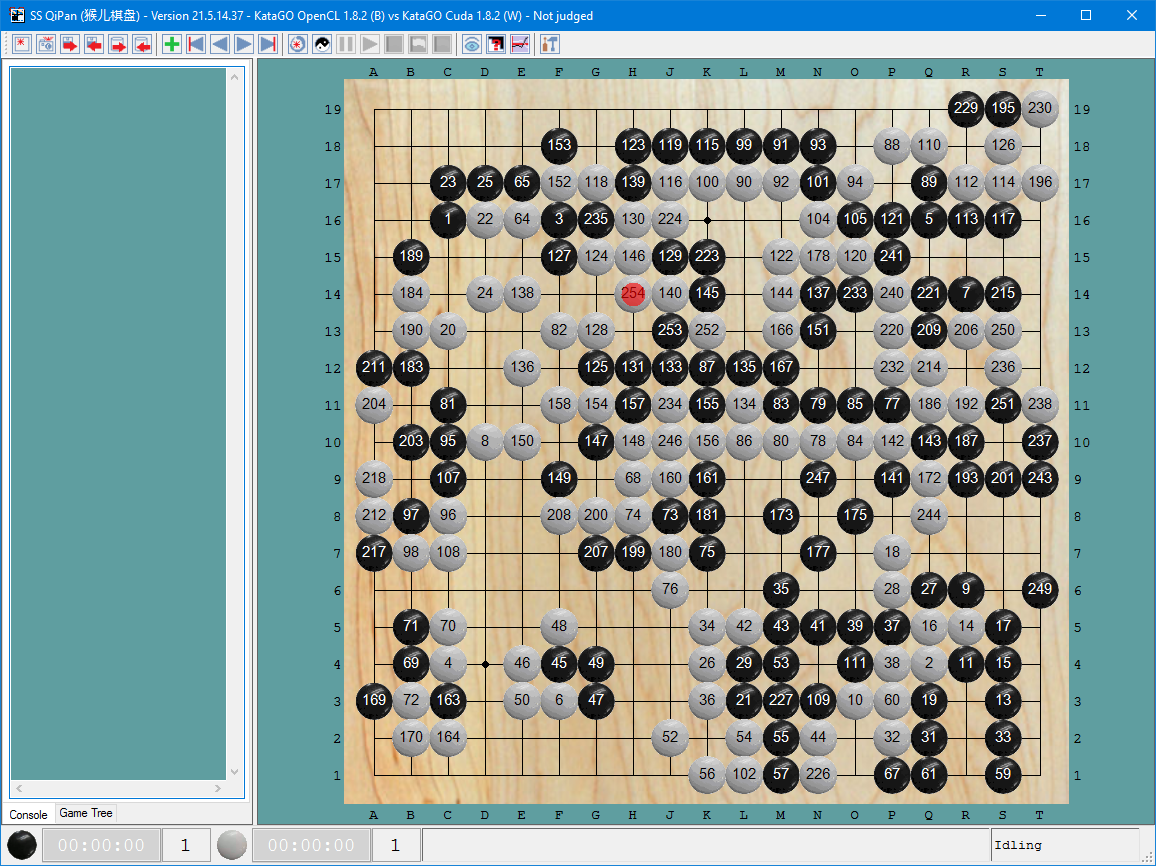 SS QiPan (猴儿棋盘) - Version 21.5.14.37 - KataGO OpenCL 1.8.2 (B) vs KataGO Cuda 1.8.2 (W) - Not judged
A B C D E F G H J K L M N O P Q R S T
19 229 195 230 19
18 153 123 119 115 99 91 93 88 110 126 18
17 23 25 65 152 118 139 116 100 90 92 101 94 89 112 114 196 17
16 1 22 64 3 235 130 224 104 105 121 5 113 117 16
15 189 127 124 146 129 223 122 178 120 241 15
14 184 24 138 254 140 145 144 137 233 240 221 7 215 14
13 190 20 82 128 253 252 166 151 220 209 206 250 13
12 211 183 136 125 131 133 87 135 167 232 214 236 12
11 204 81 158 154 157 234 155 134 83 79 85 77 186 192 251 238 11
10 203 95 8 150 147 148 246 156 86 80 78 84 142 143 187 237 10
9 218 107 149 68 160 161 247 141 172 193 201 243 9
8 212 97 96 208 200 74 73 181 173 175 244 8
7 217 98 108 207 199 180 75 177 18 7
6 76 35 28 27 9 249 6
5 71 70 48 34 42 43 41 39 37 16 14 17 5
4 69 4 46 45 49 26 29 53 111 38 2 11 15 4
3 169 72 163 50 6 47 36 21 227 109 10 60 19 13 3
2 170 164 52 54 55 44 32 31 33 2
1 56 102 57 226 67 61 59 1
A B C D E F G H J K L M N O P Q R S T
Console Game Tree
00:00:00 1 00:00:00 1 Idling